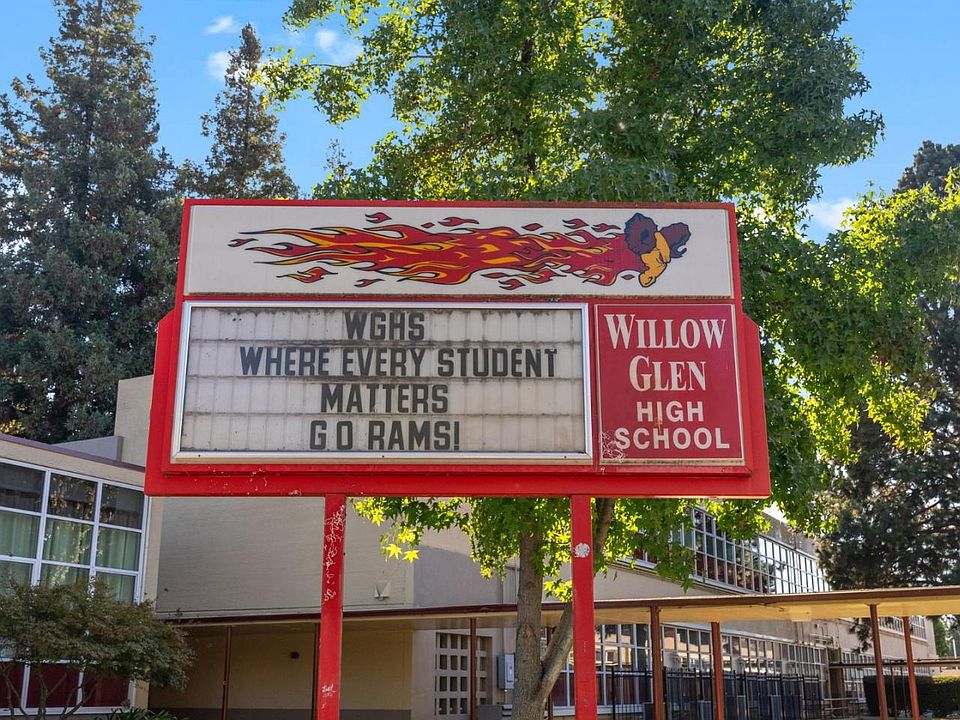 WGHS
WHERE EVERY STUDENT
MATTERS
GO RAMS!
WILLOW
GLEN
HIGH
SCHOOL